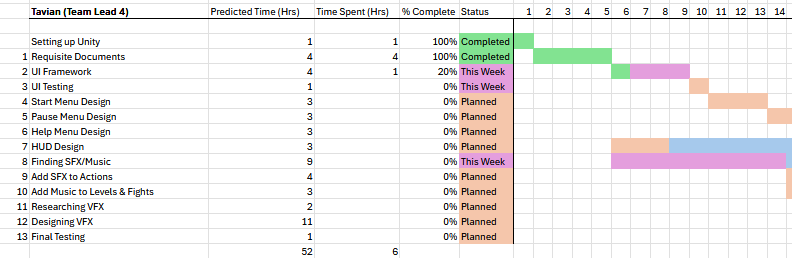 Tavian (Team Lead 4) Predicted Time (Hrs) Time Spent (Hrs) % Complete Status 1 2 3 4 5 6 7 8 9 10 11 12 13 14
Setting up Unity 1 1 100% Completed
1 Requisite Documents 4 4 100% Completed
2 UI Framework 4 1 20% This Week
3 UI Testing 1 0% This Week
4 Start Menu Design 3 0% Planned
5 Pause Menu Design 3 0% Planned
6 Help Menu Design 3 0% Planned
7 HUD Design 3 0% Planned
8 Finding SFX/Music 9 0% This Week
9 Add SFX to Actions 4 0% Planned
10 Add Music to Levels & Fights 3 0% Planned
11 Researching VFX 2 0% Planned
12 Designing VFX 11 0% Planned
13 Final Testing 1 0% Planned
52 6